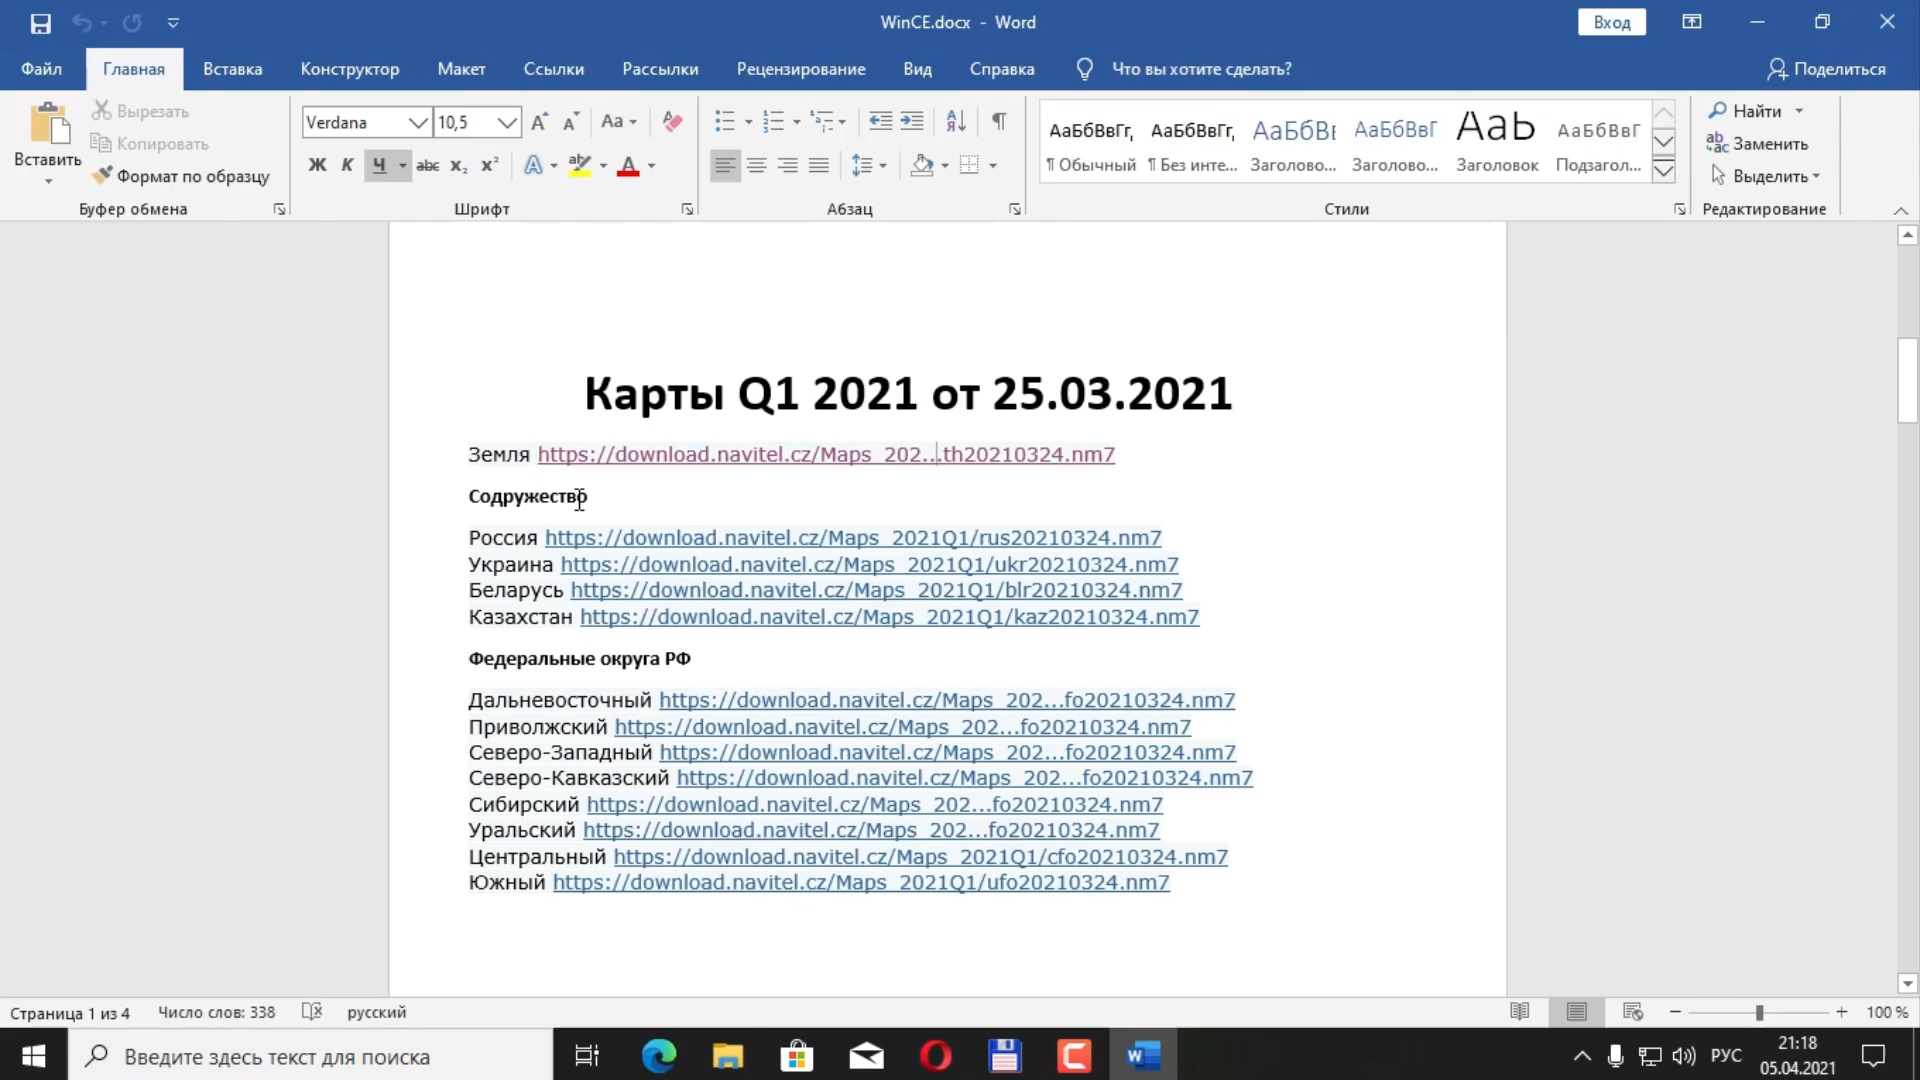 WinCE.docx - Word
Вход
Файл
Главная
Вставка
Конструктор
Макет
Ссылки
Рассылки
Рецензирование
Вид
Справка
Что вы хотите сделать?
Поделиться
Вставить
Вырезать
Копировать
Формат по образцу
Буфер обмена
Verdana
10,5
Aa
Ж К Ч abc x₂ x²
Шрифт
Абзац
АаБбВвГг, АаБбВвГг, АаБбВı АаБбВвГ АаЬ АаБбВвГ
¶ Обычный ¶ Без инте... Заголово... Заголово... Заголовок Подзагол...
Стили
Найти
Заменить
Выделить
Редактирование
Карты Q1 2021 от 25.03.2021
Земля https://download.navitel.cz/Maps_202...th20210324.nm7
Содружество
Россия https://download.navitel.cz/Maps_2021Q1/rus20210324.nm7
Украина https://download.navitel.cz/Maps_2021Q1/ukr20210324.nm7
Беларусь https://download.navitel.cz/Maps_2021Q1/blr20210324.nm7
Казахстан https://download.navitel.cz/Maps_2021Q1/kaz20210324.nm7
Федеральные округа РФ
Дальневосточный https://download.navitel.cz/Maps_202...fo20210324.nm7
Приволжский https://download.navitel.cz/Maps_202...fo20210324.nm7
Северо-Западный https://download.navitel.cz/Maps_202...fo20210324.nm7
Северо-Кавказский https://download.navitel.cz/Maps_202...fo20210324.nm7
Сибирский https://download.navitel.cz/Maps_202...fo20210324.nm7
Уральский https://download.navitel.cz/Maps_202...fo20210324.nm7
Центральный https://download.navitel.cz/Maps_2021Q1/cfo20210324.nm7
Южный https://download.navitel.cz/Maps_2021Q1/ufo20210324.nm7
Страница 1 из 4
Число слов: 338
русский
100 %
Введите здесь текст для поиска
РУС
21:18
05.04.2021